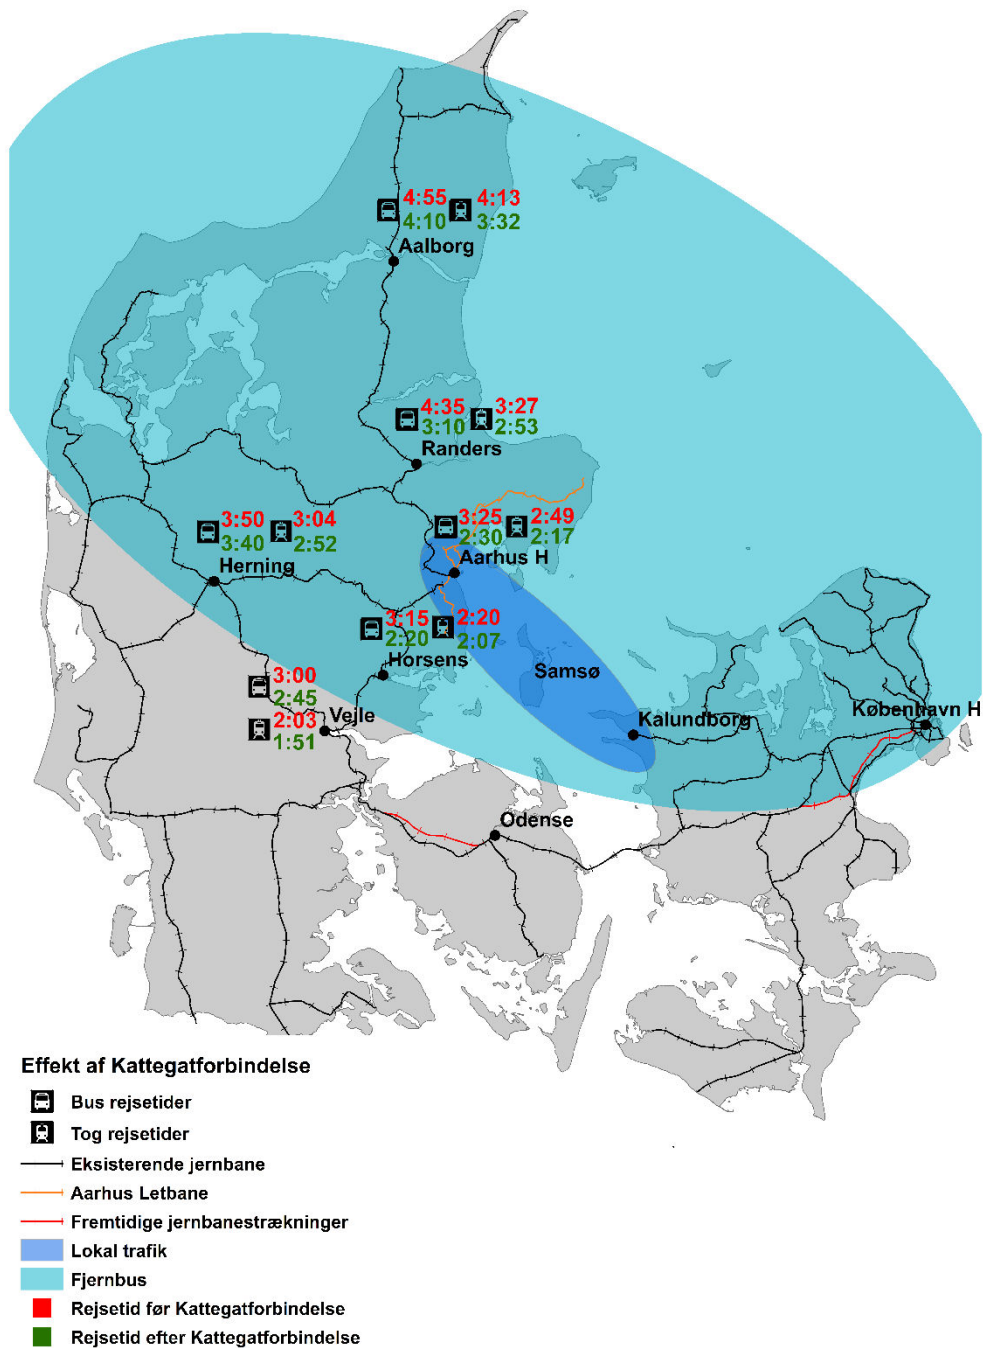 4:55 4:13
4:10 3:32
Aalborg
4:35 3:27
3:10 2:53
Randers
3:50 3:04
3:40 2:52
Herning
3:25 2:49
2:30 2:17
Aarhus H
3:15 2:20
2:20 2:07
Horsens
Samsø
3:00
2:45
2:03
1:51
Vejle
Kalundborg
København H
Odense
Effekt af Kattegatforbindelse
Bus rejsetider
Tog rejsetider
Eksisterende jernbane
Aarhus Letbane
Fremtidige jernbanestrækninger
Lokal trafik
Fjernbus
Rejsetid før Kattegatforbindelse
Rejsetid efter Kattegatforbindelse